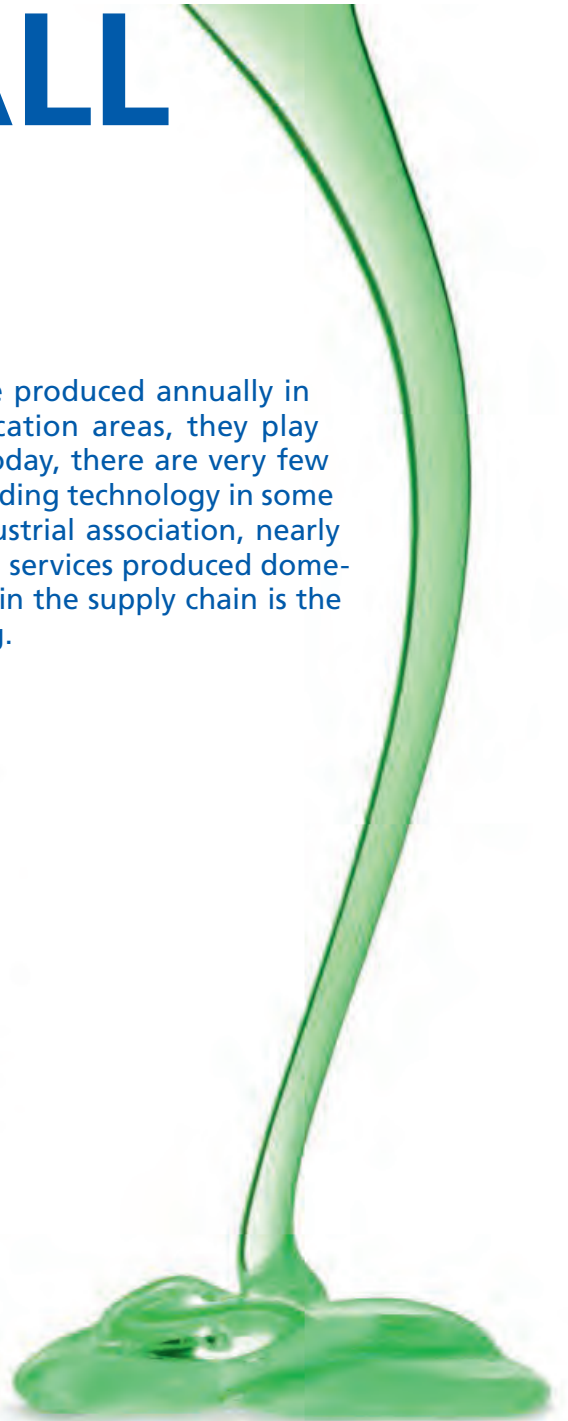 ALL
produced annually in
cation areas, they play
oday, there are very few
ding technology in some
ustrial association, nearly
services produced dome-
in the supply chain is the